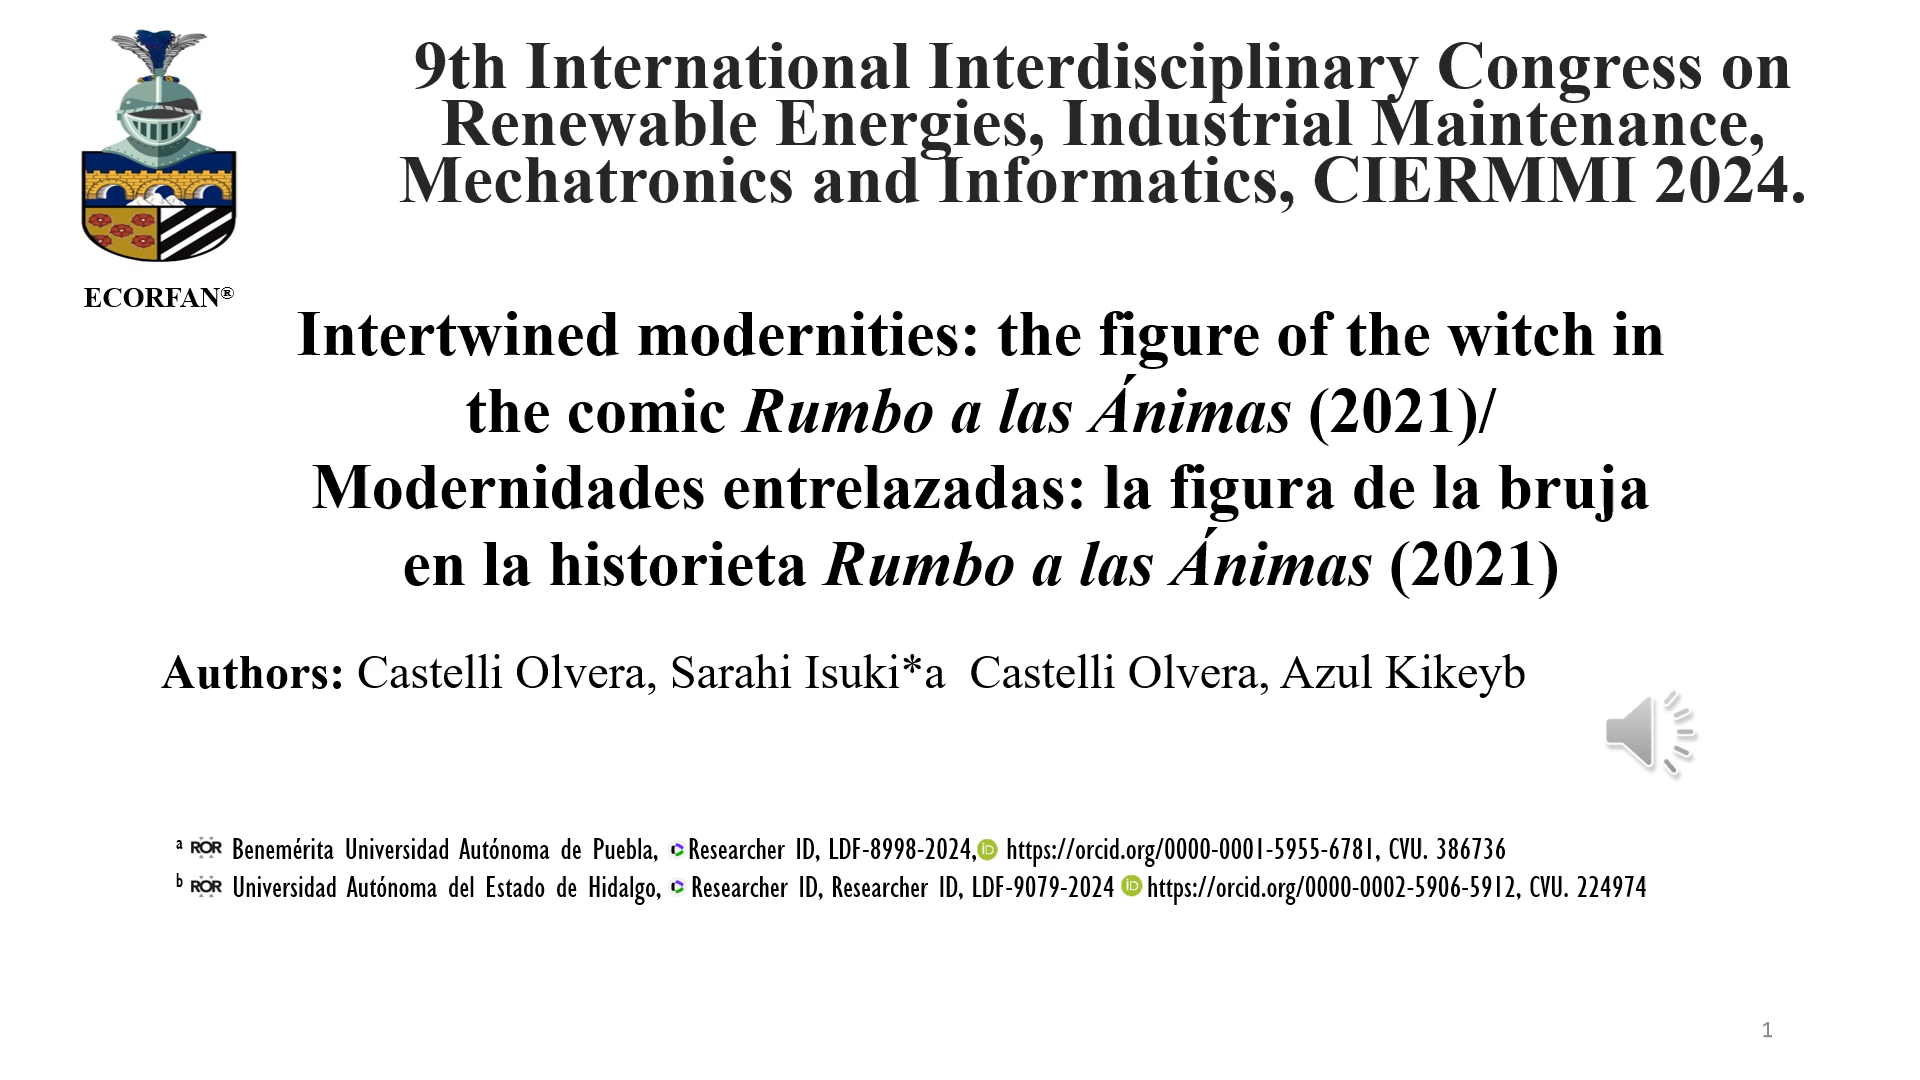 9th International Interdisciplinary Congress on
Renewable Energies, Industrial Maintenance,
Mechatronics and Informatics, CIERMMI 2024.
ECORFAN®
Intertwined modernities: the figure of the witch in
the comic Rumbo a las Ánimas (2021)/
Modernidades entrelazadas: la figura de la bruja
en la historieta Rumbo a las Ánimas (2021)
Authors: Castelli Olvera, Sarahi Isuki*a  Castelli Olvera, Azul Kikeyb
a ROR Benemérita Universidad Autónoma de Puebla, Researcher ID, LDF-8998-2024, iD https://orcid.org/0000-0001-5955-6781, CVU. 386736
b ROR Universidad Autónoma del Estado de Hidalgo, Researcher ID, Researcher ID, LDF-9079-2024 iD https://orcid.org/0000-0002-5906-5912, CVU. 224974
1